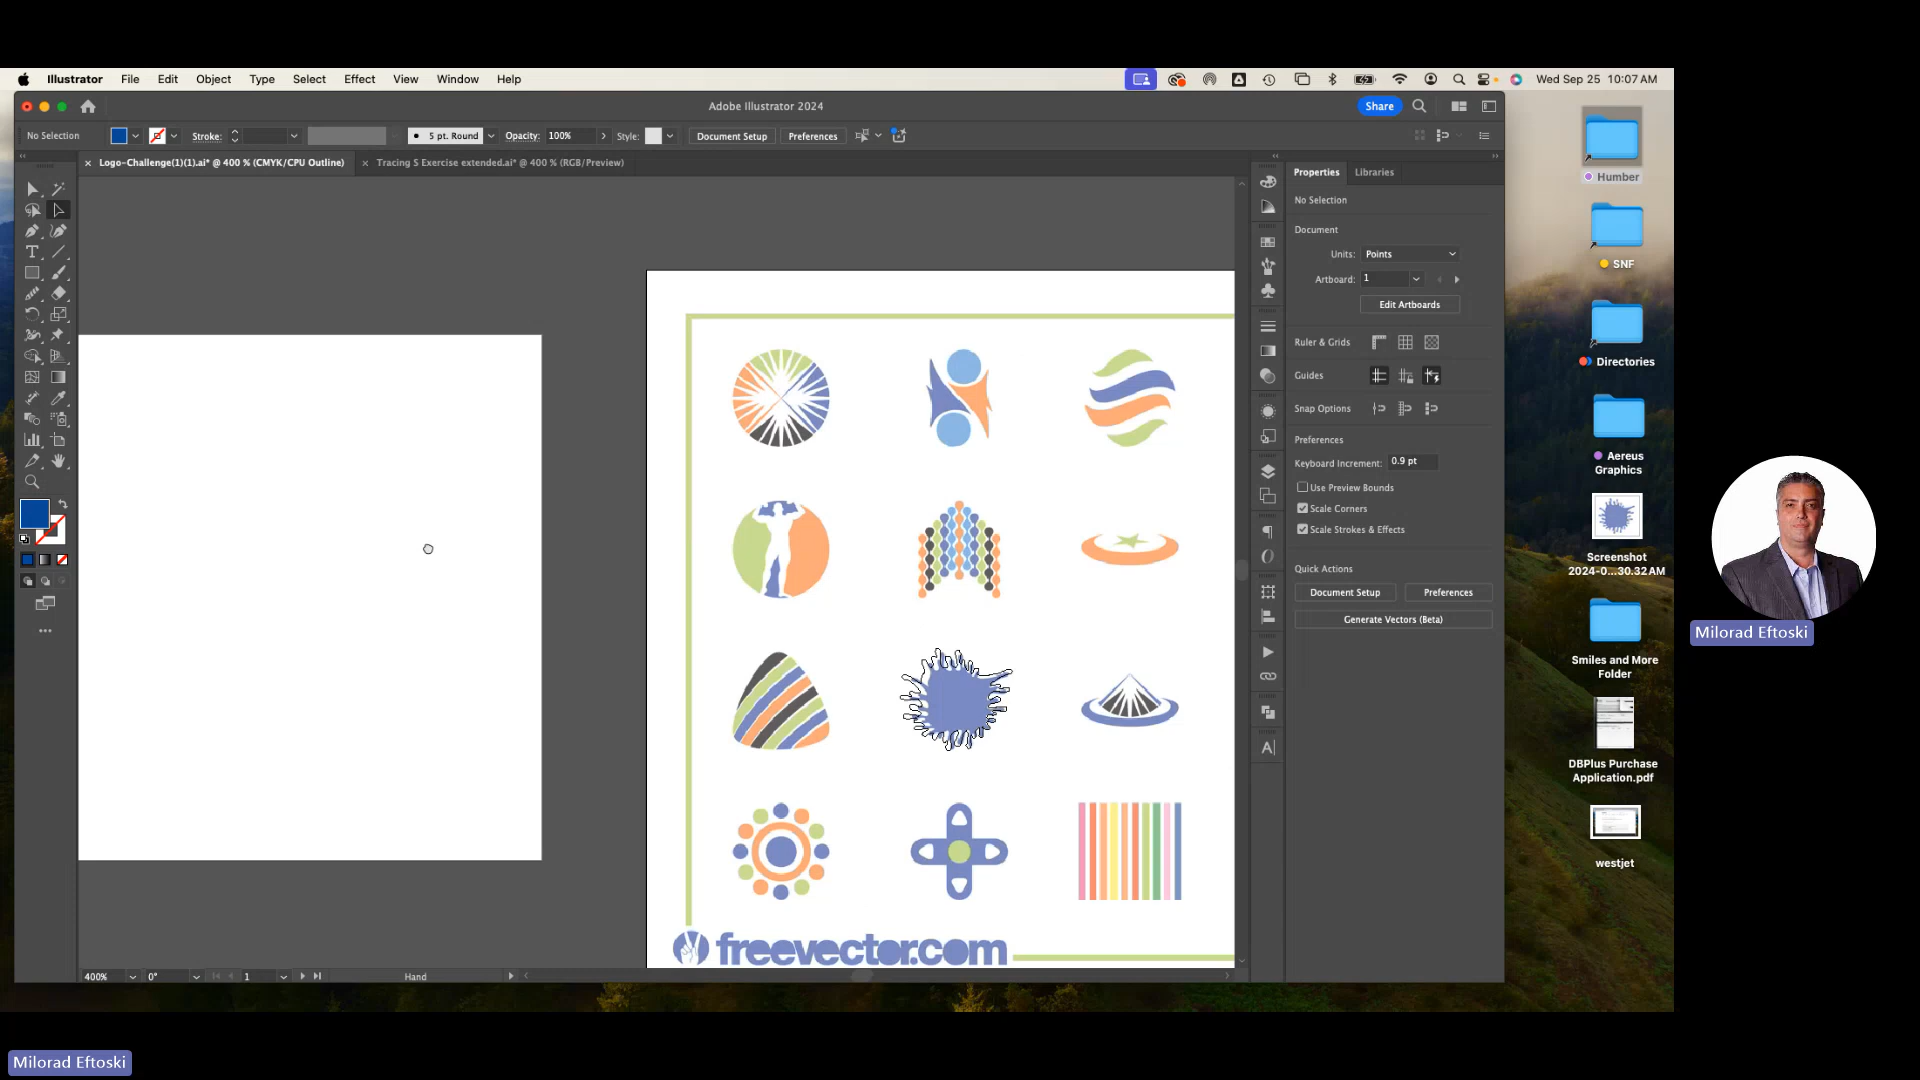 Illustrator File Edit Object Type Select Effect View Window Help
Wed Sep 25 10:07 AM
Adobe Illustrator 2024
Share
No Selection
Stroke:
5 pt. Round
Opacity: 100%
Style:
Document Setup
Preferences
Logo-Challenge(1)(1).ai* @ 400 % (CMYK/CPU Outline)
Tracing S Exercise extended.ai* @ 400 % (RGB/Preview)
Properties
Libraries
No Selection
Document
Units: Points
Artboard: 1
Edit Artboards
Ruler & Grids
Guides
Snap Options
Preferences
Keyboard Increment: 0.9 pt
Use Preview Bounds
Scale Corners
Scale Strokes & Effects
Quick Actions
Document Setup
Preferences
Generate Vectors (Beta)
freevector.com
400%
0°
1
Hand
Humber
SNF
Directories
Aereus
Graphics
Screenshot
2024-0...30.32 AM
Smiles and More
Folder
DBPlus Purchase
Application.pdf
westjet
Milorad Eftoski
Milorad Eftoski